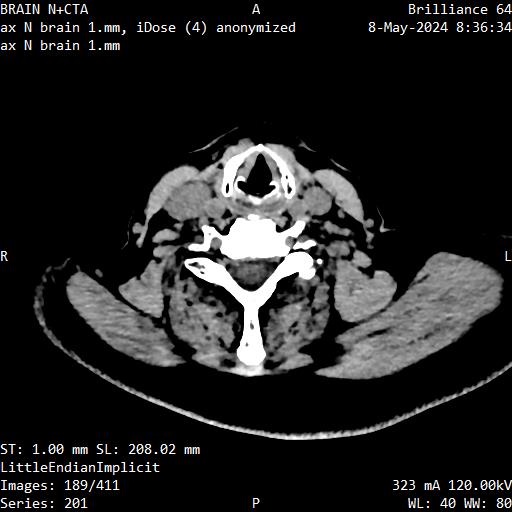 BRAIN N+CTA
A
Brilliance 64
ax N brain 1.mm, iDose (4) anonymized
8-May-2024 8:36:34
ax N brain 1.mm
R
L
ST: 1.00 mm SL: 208.02 mm
LittleEndianImplicit
Images: 189/411
323 mA 120.00kV
Series: 201
P
WL: 40 WW: 80